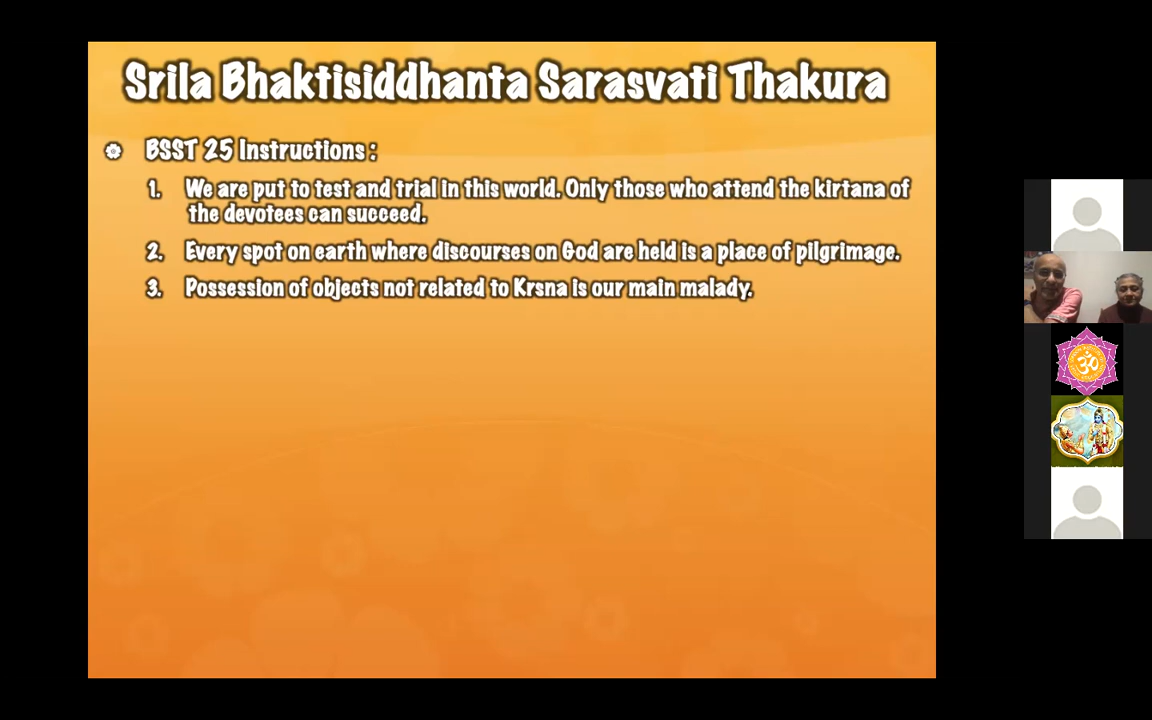 Srila Bhaktisiddhanta Sarasvati Thakura
BSST 25 Instructions :
1. We are put to test and trial in this world. Only those who attend the kirtana of
the devotees can succeed.
2. Every spot on earth where discourses on God are held is a place of pilgrimage.
3. Possession of objects not related to Krsna is our main malady.
ॐ